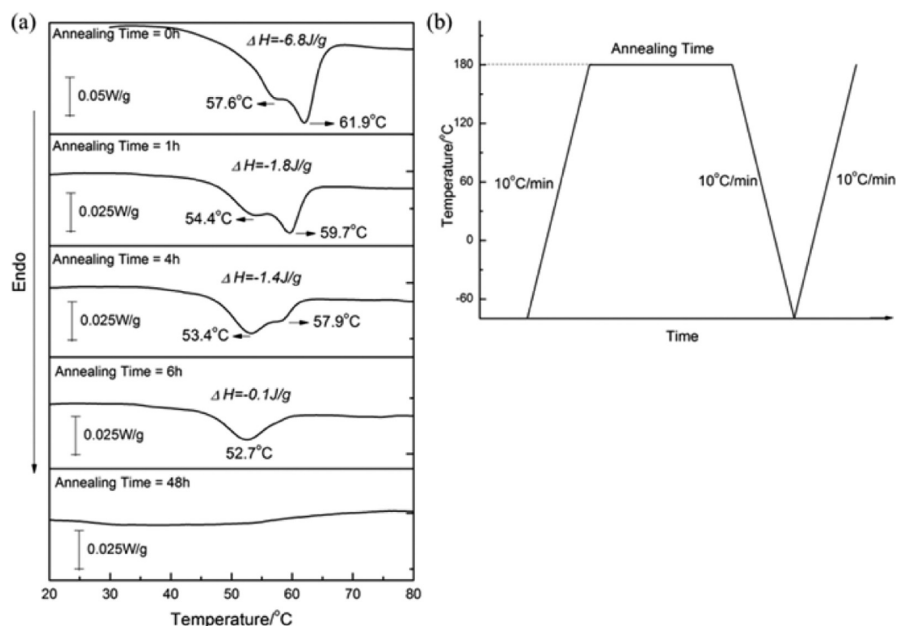 (a)
Annealing Time = 0h
ΔH=-6.8J/g
0.05W/g
57.6°C
61.9°C
Annealing Time = 1h
ΔH=-1.8J/g
0.025W/g
54.4°C
59.7°C
Annealing Time = 4h
ΔH=-1.4J/g
0.025W/g
53.4°C
57.9°C
Annealing Time = 6h
ΔH=-0.1J/g
0.025W/g
52.7°C
Annealing Time = 48h
0.025W/g
Endo
20 30 40 50 60 70 80
Temperature/°C
(b)
Annealing Time
180
120
60
0
-60
Temperature/°C
10°C/min
10°C/min
10°C/min
Time